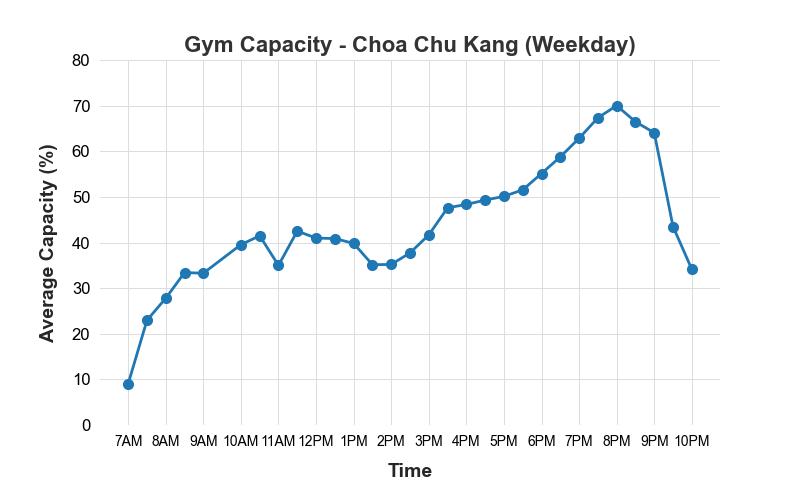 Gym Capacity - Choa Chu Kang (Weekday)
80
70
60
50
40
30
20
10
0
Average Capacity (%)
7AM 8AM 9AM 10AM 11AM 12PM 1PM 2PM 3PM 4PM 5PM 6PM 7PM 8PM 9PM 10PM
Time